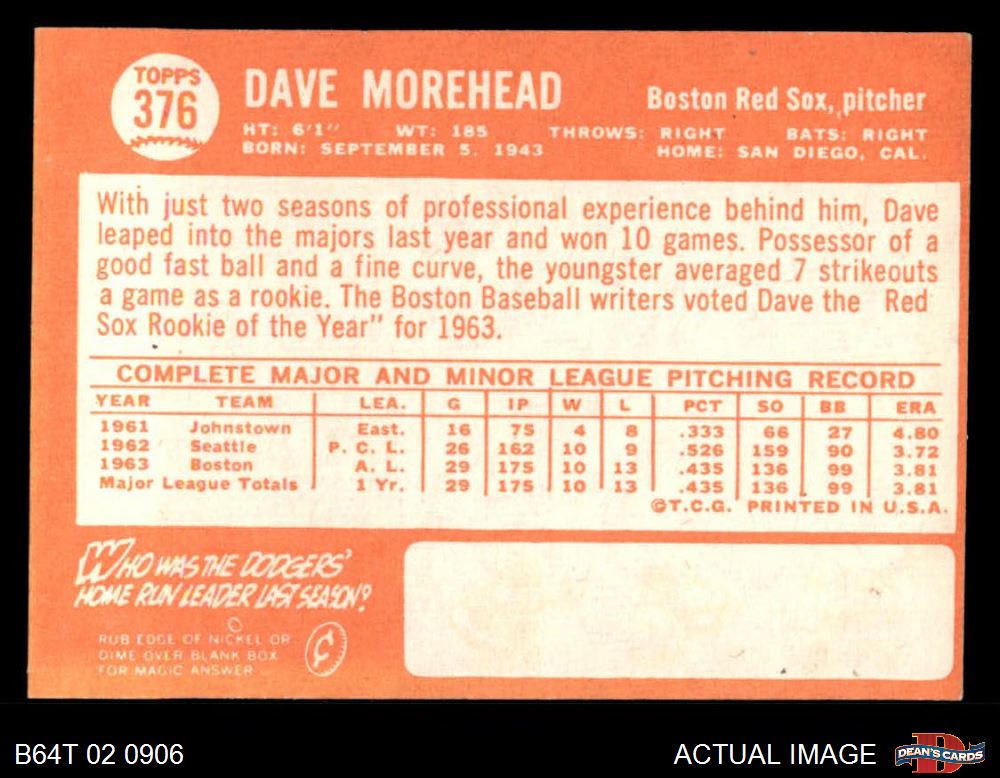 TOPPS
376
DAVE MOREHEAD
Boston Red Sox, pitcher
HT: 6'1" WT: 185 THROWS: RIGHT BATS: RIGHT
BORN: SEPTEMBER 5, 1943 HOME: SAN DIEGO, CAL.
With just two seasons of professional experience behind him, Dave
leaped into the majors last year and won 10 games. Possessor of a
good fast ball and a fine curve, the youngster averaged 7 strikeouts
a game as a rookie. The Boston Baseball writers voted Dave the Red
Sox Rookie of the Year" for 1963.
COMPLETE MAJOR AND MINOR LEAGUE PITCHING RECORD
YEAR TEAM LEA. G IP W L PCT SO BB ERA
1961 Johnstown East. 16 75 4 8 .333 66 27 4.80
1962 Seattle P. C. L. 26 162 10 9 .526 159 90 3.72
1963 Boston A. L. 29 175 10 13 .435 136 99 3.81
Major League Totals 1 Yr. 29 175 10 13 .435 136 99 3.81
©T.C.G. PRINTED IN U.S.A.
WHO WAS THE DODGERS'
HOME RUN LEADER LAST SEASON?
RUB EDGE OF NICKEL OR
DIME OVER BLANK BOX
FOR MAGIC ANSWER
¢
B64T 02 0906
ACTUAL IMAGE
D
DEAN'S CARDS